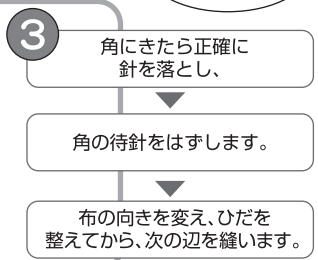 3
角にきたら正確に
針を落とし、
角の待針をはずします。
布の向きを変え、ひだを
整えてから、次の辺を縫います。